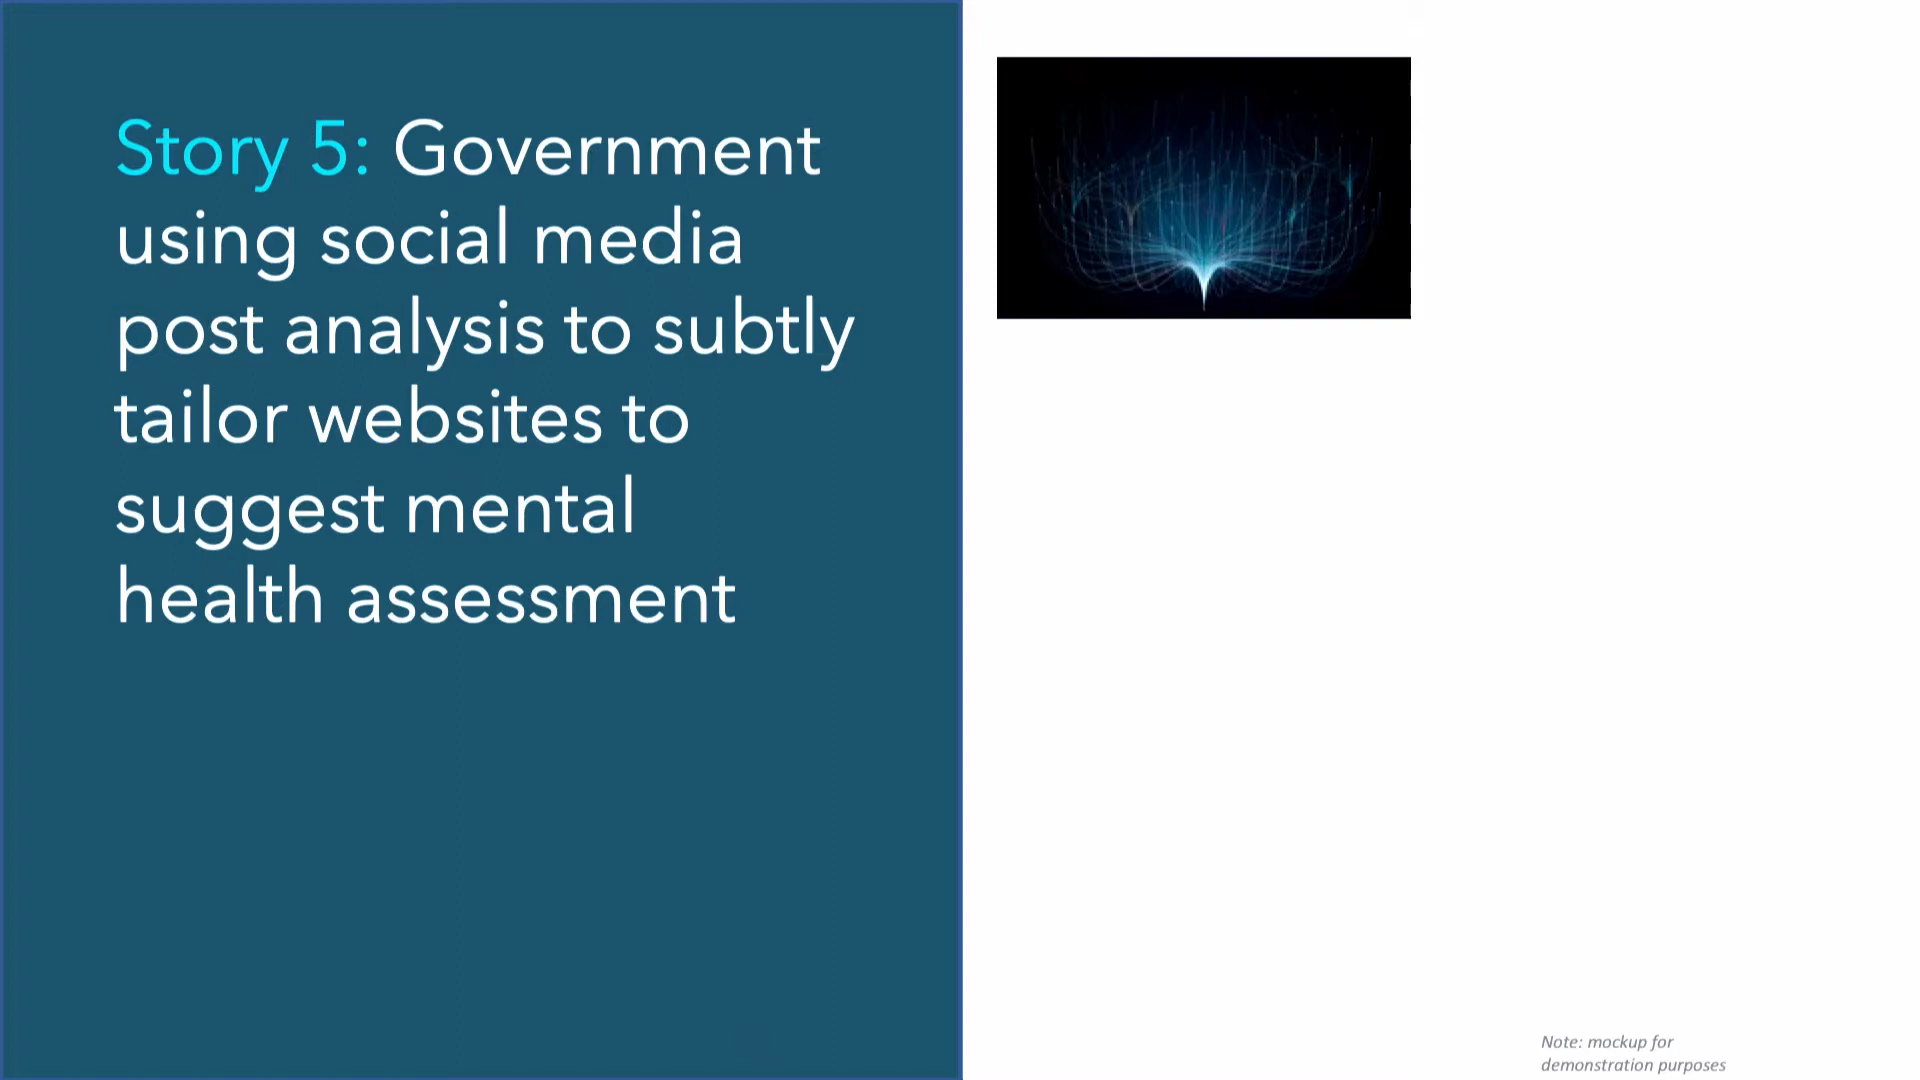 Story 5: Government
using social media
post analysis to subtly
tailor websites to
suggest mental
health assessment
Note: mockup for
demonstration purposes